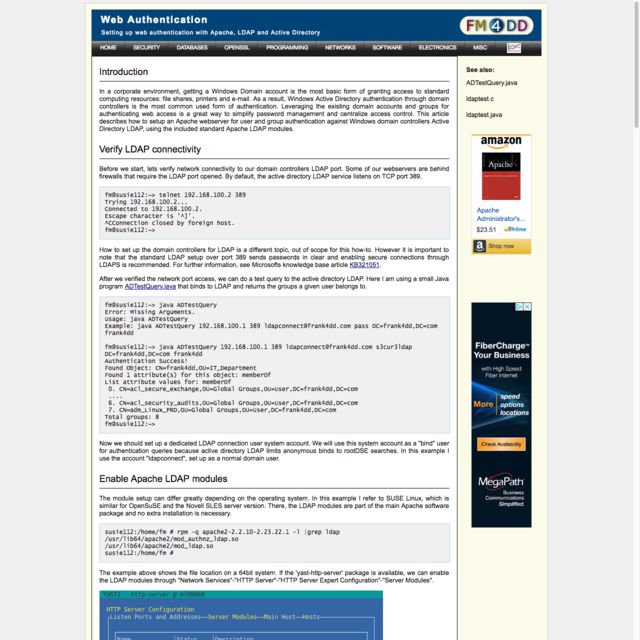 Web Authentication
Setting up web authentication with Apache, LDAP and Active Directory
FM4DD
HOME SECURITY DATABASES OPENSSL PROGRAMMING NETWORKS SOFTWARE ELECTRONICS MISC
Introduction
In a corporate environment, getting a Windows Domain account is the most basic form of granting access to standard
computing resources: file shares, printers and e-mail. As a result, Windows Active Directory authentication through domain
controllers is the most common used form of authentication. Leveraging the existing domain accounts and groups for
authenticating web access is a great way to simplify password management and centralize access control. This article
describes how to setup an Apache webserver for user and group authentication against Windows domain controllers Active
Directory LDAP, using the included standard Apache LDAP modules.
Verify LDAP connectivity
Before we start, lets verify network connectivity to our domain controllers LDAP port. Some of our webservers are behind
firewalls that require the LDAP port opened. By default, the active directory LDAP service listens on TCP port 389.
fm@susie112:~> telnet 192.168.100.2 389
Trying 192.168.100.2...
Connected to 192.168.100.2.
Escape character is '^]'.
^CConnection closed by foreign host.
fm@susie112:~>
How to set up the domain controllers for LDAP is a different topic, out of scope for this how-to. However it is important to
note that the standard LDAP setup over port 389 sends passwords in clear and enabling secure connections through
LDAPS is recommended. For further information, see Microsofts knowledge base article KB321051.
After we verified the network port access, we can do a test query to the active directory LDAP. Here I am using a small Java
program ADTestQuery.java that binds to LDAP and returns the groups a given user belongs to.
fm@susie112:~> java ADTestQuery
Error: Missing Arguments.
Usage: java ADTestQuery
Example: java ADTestQuery 192.168.100.1 389 ldapconnect@frank4dd.com pass DC=frank4dd,DC=com
frank4dd
fm@susie112:~> java ADTestQuery 192.168.100.1 389 ldapconnect@frank4dd.com s3cur3ldap
DC=frank4dd,DC=com frank4dd
Authentication Success!
Found Object: CN=frank4dd,OU=IT_Department
Found 1 attribute(s) for this object: memberOf
List attribute values for: memberOf
0. CN=acl_secure_exchange,OU=Global Groups,OU=User,DC=frank4dd,DC=com
....
6. CN=acl_security_audits,OU=Global Groups,OU=User,DC=frank4dd,DC=com
7. CN=adm_Linux_PRD,OU=Global Groups,OU=User,DC=frank4dd,DC=com
Total groups: 8
fm@susie112:~>
Now we should set up a dedicated LDAP connection user system account. We will use this system account as a "bind" user
for authentication queries because active directory LDAP limits anonymous binds to rootDSE searches. In this example I
use the account "ldapconnect", set up as a normal domain user.
Enable Apache LDAP modules
The module setup can differ greatly depending on the operating system. In this example I refer to SUSE Linux, which is
similar for OpenSuSE and the Novell SLES server version. There, the LDAP modules are part of the main Apache software
package and no extra installation is necessary.
susie112:/home/fm # rpm -q apache2-2.2.10-2.23.22.1 -l |grep ldap
/usr/lib64/apache2/mod_authnz_ldap.so
/usr/lib64/apache2/mod_ldap.so
susie112:/home/fm #
The example above shows the file location on a 64bit system. If the 'yast-http-server' package is available, we can enable
the LDAP modules through "Network Services"-"HTTP Server"-"HTTP Server Expert Configuration"-"Server Modules".
YaST2 - http-server @
HTTP Server Configuration
Listen Ports and Addresses——Server Modules——Main Host——Hosts
Name Status Description
See also:
ADTestQuery.java
ldaptest.c
ldaptest.java
amazon
Apache
Apache
Administrator's...
$23.51 Prime
Shop now
FiberCharge™
Your Business
with High Speed
Fiber Internet
More
speed
options
locations
Check Availability
MegaPath
Business
Communications
Simplified.